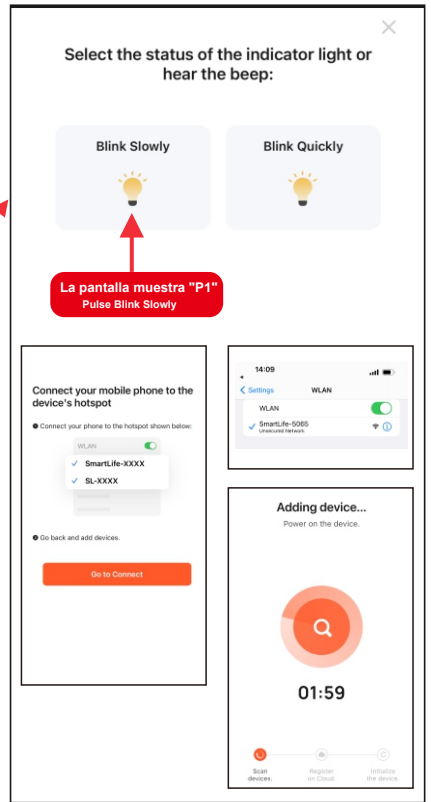 Select the status of the indicator light or
hear the beep:
Blink Slowly
Blink Quickly
La pantalla muestra "P1"
Pulse Blink Slowly
Connect your mobile phone to the
device's hotspot
❶ Connect your phone to the hotspot shown below:
WLAN
✓ SmartLife-XXXX
✓ SL-XXXX
❷ Go back and add devices.
Go to Connect
14:09
Settings
WLAN
WLAN
✓ SmartLife-5065
Unsecured Network
Adding device...
Power on the device.
01:59
Scan
devices.
Register
on Cloud.
Initialize
the device